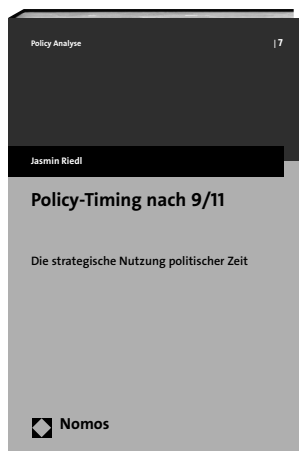 Policy Analyse | 7
Jasmin Riedl
Policy-Timing nach 9/11
Die strategische Nutzung politischer Zeit
Nomos